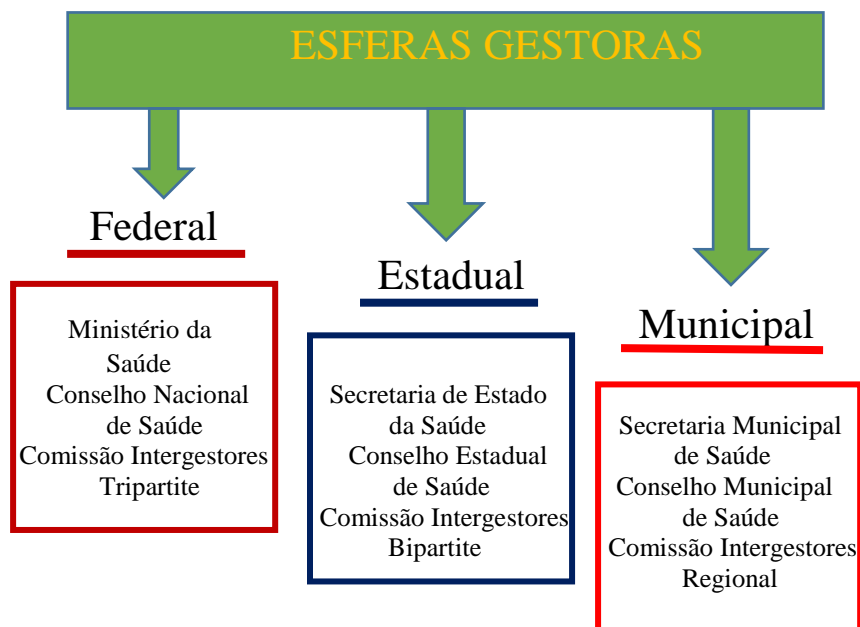 ESFERAS GESTORAS
Federal
Ministério da
Saúde
Conselho Nacional
de Saúde
Comissão Intergestores
Tripartite
Estadual
Secretaria de Estado
da Saúde
Conselho Estadual
de Saúde
Comissão Intergestores
Bipartite
Municipal
Secretaria Municipal
de Saúde
Conselho Municipal
de Saúde
Comissão Intergestores
Regional